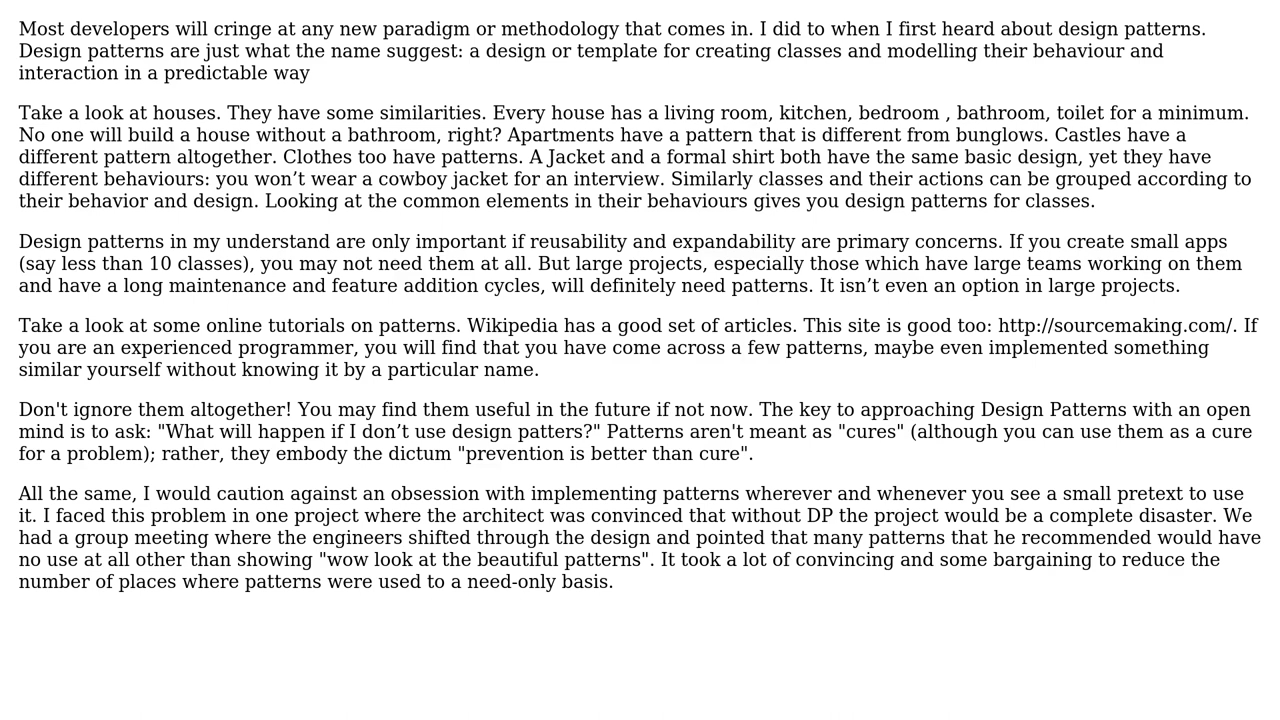 Most developers will cringe at any new paradigm or methodology that comes in. I did to when I first heard about design patterns.
Design patterns are just what the name suggest: a design or template for creating classes and modelling their behaviour and
interaction in a predictable way
Take a look at houses. They have some similarities. Every house has a living room, kitchen, bedroom , bathroom, toilet for a minimum.
No one will build a house without a bathroom, right? Apartments have a pattern that is different from bunglows. Castles have a
different pattern altogether. Clothes too have patterns. A Jacket and a formal shirt both have the same basic design, yet they have
different behaviours: you won’t wear a cowboy jacket for an interview. Similarly classes and their actions can be grouped according to
their behavior and design. Looking at the common elements in their behaviours gives you design patterns for classes.
Design patterns in my understand are only important if reusability and expandability are primary concerns. If you create small apps
(say less than 10 classes), you may not need them at all. But large projects, especially those which have large teams working on them
and have a long maintenance and feature addition cycles, will definitely need patterns. It isn’t even an option in large projects.
Take a look at some online tutorials on patterns. Wikipedia has a good set of articles. This site is good too: http://sourcemaking.com/. If
you are an experienced programmer, you will find that you have come across a few patterns, maybe even implemented something
similar yourself without knowing it by a particular name.
Don't ignore them altogether! You may find them useful in the future if not now. The key to approaching Design Patterns with an open
mind is to ask: "What will happen if I don’t use design patters?" Patterns aren't meant as "cures" (although you can use them as a cure
for a problem); rather, they embody the dictum "prevention is better than cure".
All the same, I would caution against an obsession with implementing patterns wherever and whenever you see a small pretext to use
it. I faced this problem in one project where the architect was convinced that without DP the project would be a complete disaster. We
had a group meeting where the engineers shifted through the design and pointed that many patterns that he recommended would have
no use at all other than showing "wow look at the beautiful patterns". It took a lot of convincing and some bargaining to reduce the
number of places where patterns were used to a need-only basis.